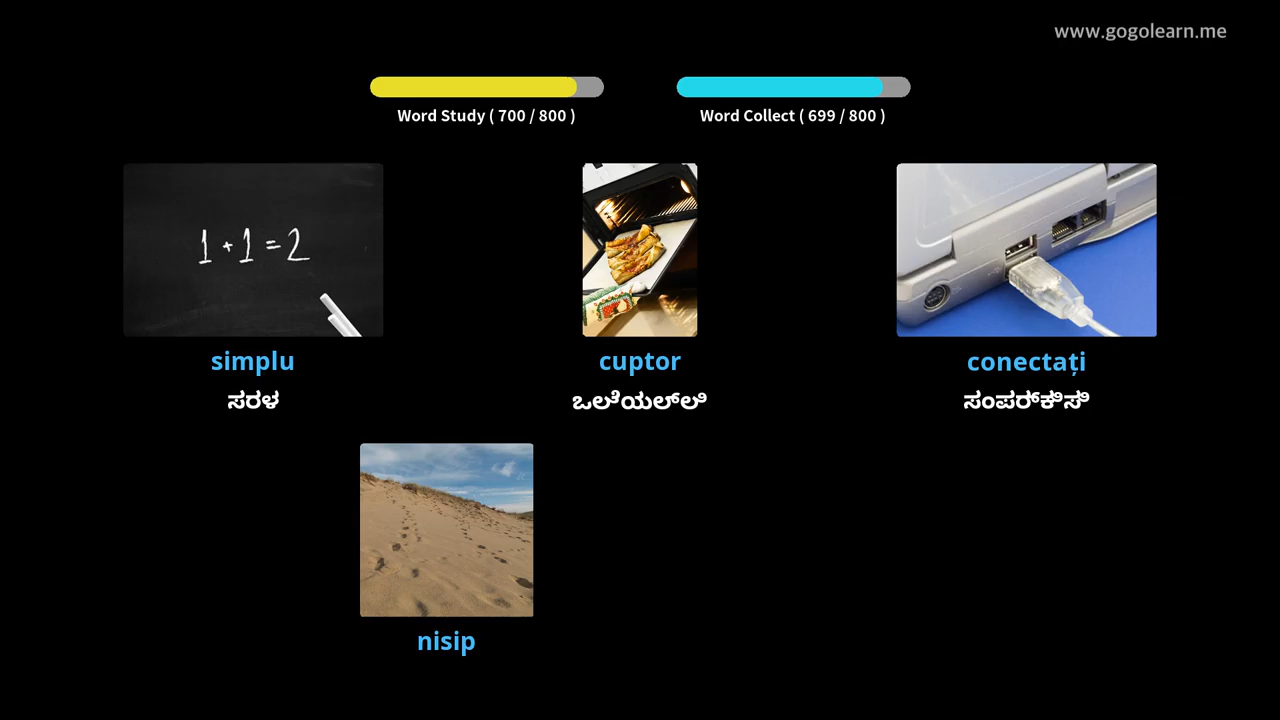 www.gogolearn.me
Word Study ( 700 / 800 )
Word Collect ( 699 / 800 )
1 + 1 = 2
simplu
cuptor
conectați
ಸರಳ
ಒಲೆಯಲ್ಲಿ
ಸಂಪರ್ಕಿಸಿ
nisip